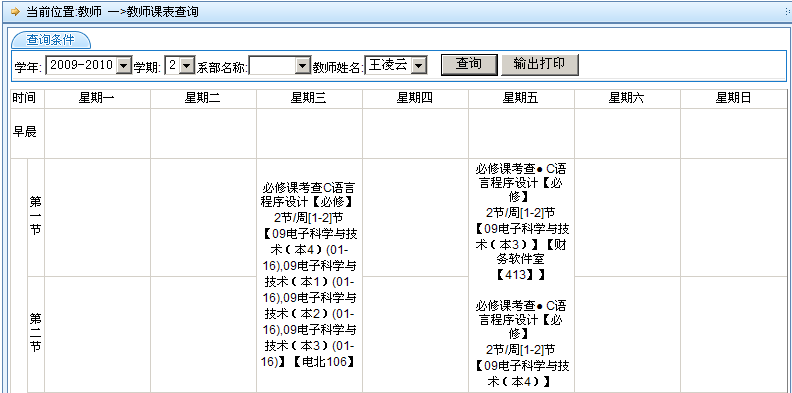 当前位置:教师 一>教师课表查询
查询条件
学年: 2009-2010 学期: 2 系部名称: 教师姓名: 王凌云 查询 输出打印
时间 星期一 星期二 星期三 星期四 星期五 星期六 星期日
早晨
第一节
第二节
必修课考查C语言
程序设计【必修】
2节/周[1-2]节
【09电子科学与技
术（本4）(01-
16),09电子科学与
技术（本1）(01-
16),09电子科学与
技术（本2）(01-
16),09电子科学与
技术（本3）(01-
16)】【电北106】
必修课考查● C语
言程序设计【必
修】
2节/周[1-2]节
【09电子科学与技
术（本3）】【财
务软件室
【413】】
必修课考查● C语
言程序设计【必
修】
2节/周[1-2]节
【09电子科学与技
术（本4）】